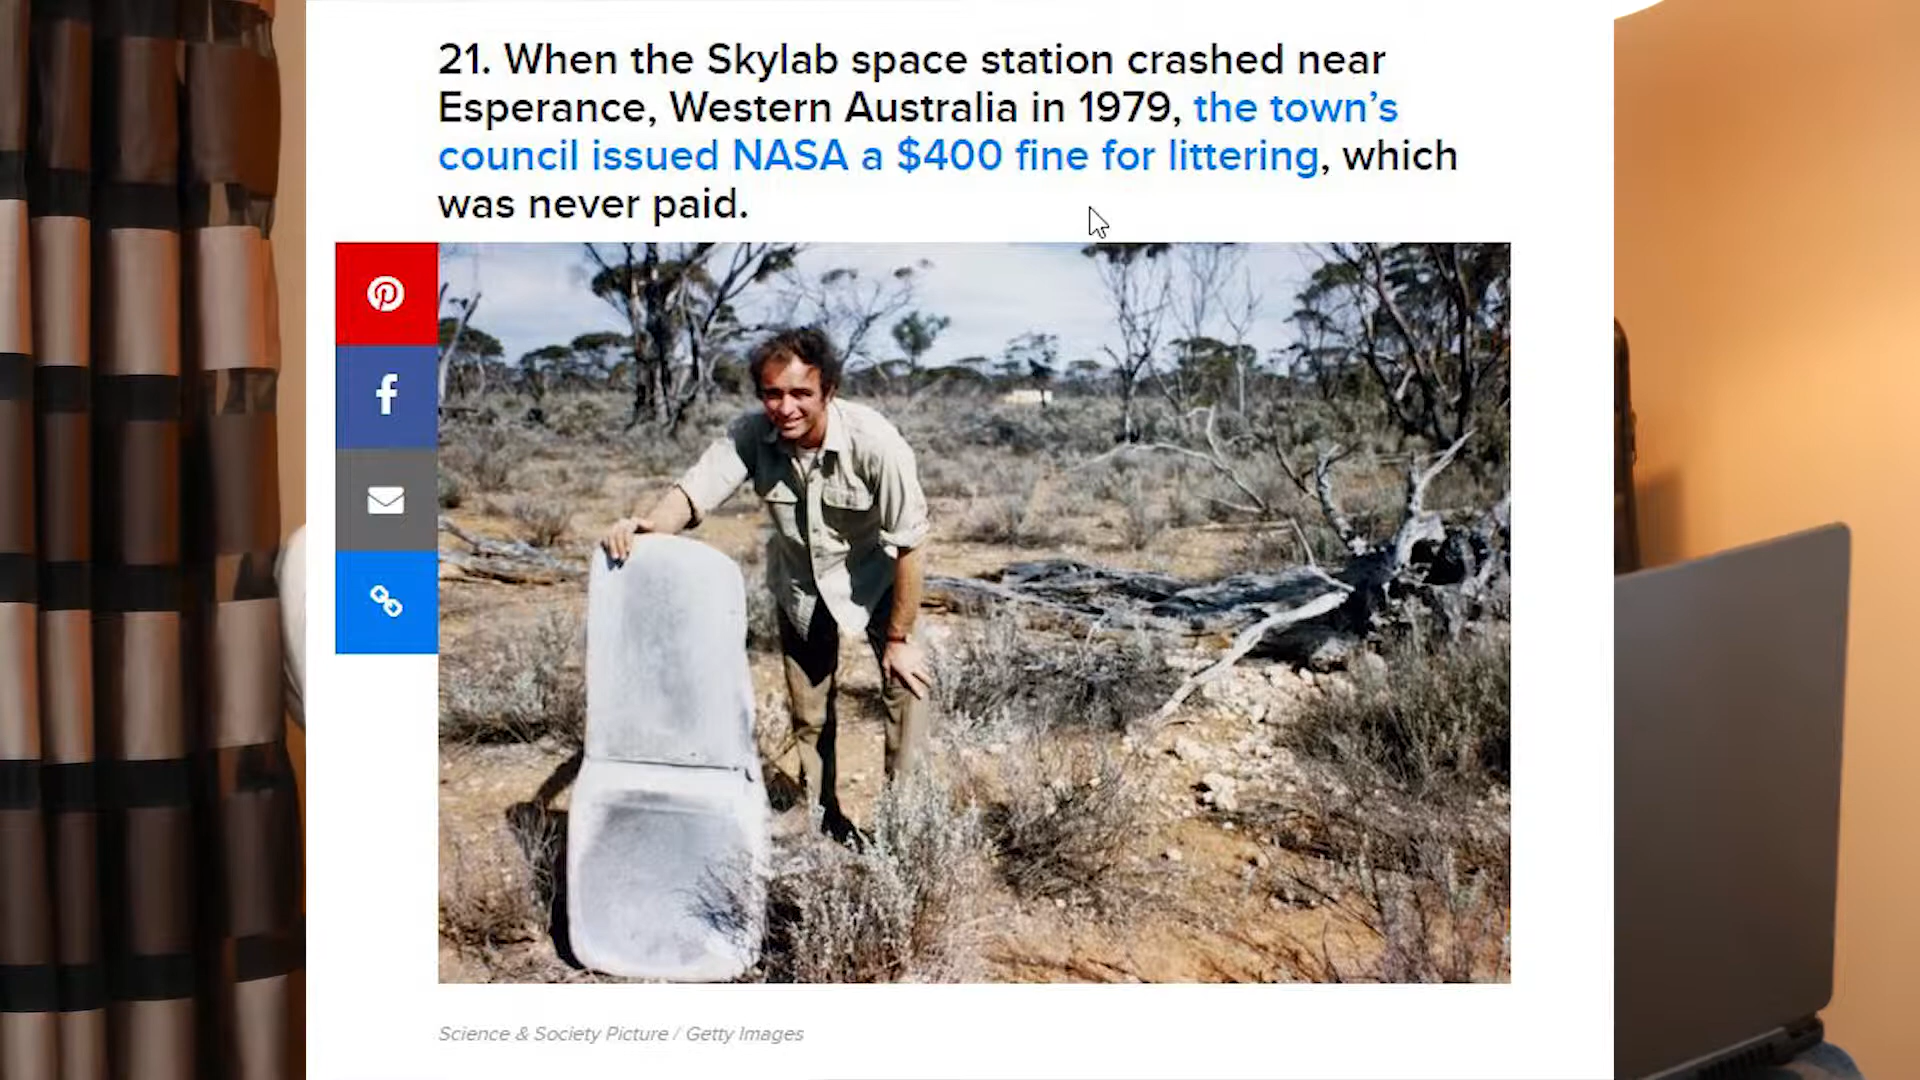 21. When the Skylab space station crashed near
Esperance, Western Australia in 1979, the town’s
council issued NASA a $400 fine for littering, which
was never paid.
Science & Society Picture / Getty Images